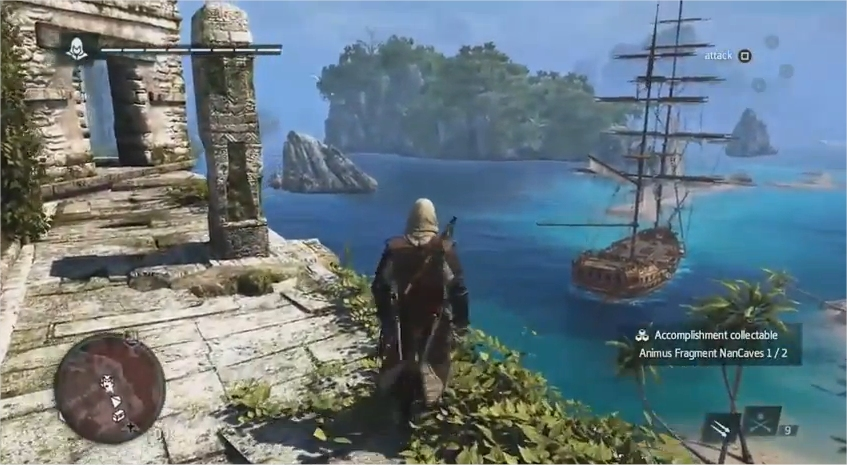 attack
Accomplishment collectable
Animus Fragment NanCaves 1 / 2
9